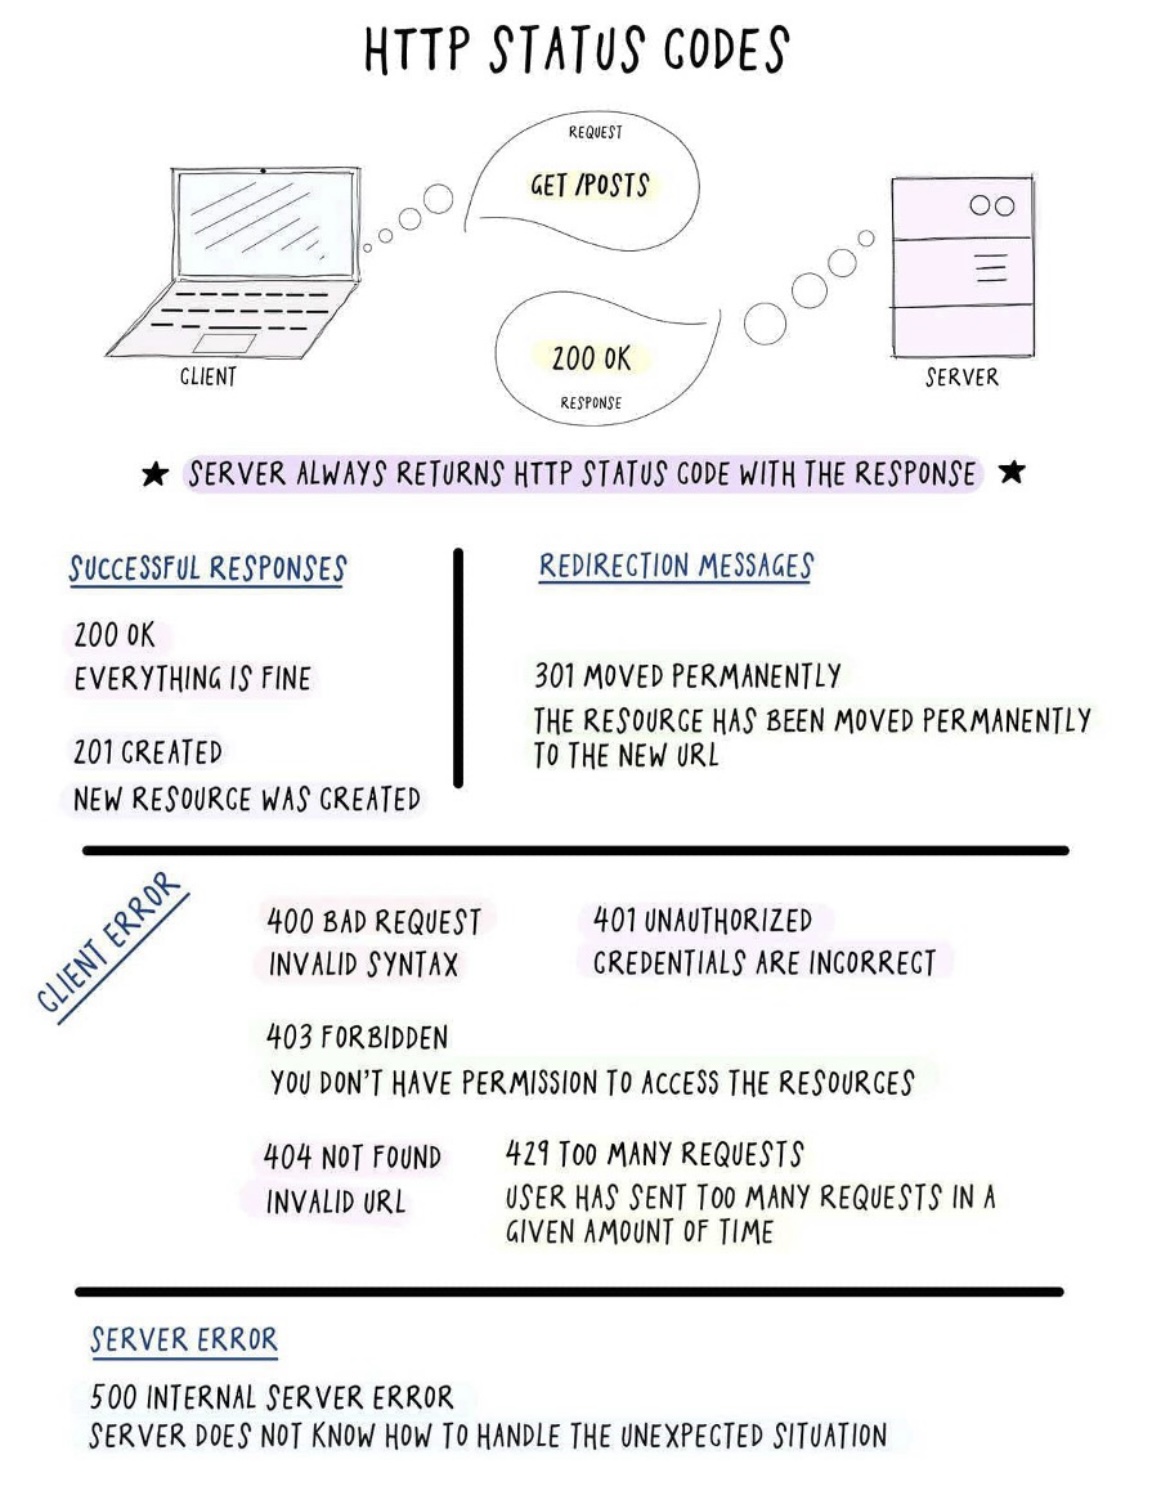 HTTP STATUS CODES
REQUEST
GET /POSTS
200 OK
RESPONSE
CLIENT
SERVER
★ SERVER ALWAYS RETURNS HTTP STATUS CODE WITH THE RESPONSE ★
SUCCESSFUL RESPONSES
200 OK
EVERYTHING IS FINE
201 CREATED
NEW RESOURCE WAS CREATED
REDIRECTION MESSAGES
301 MOVED PERMANENTLY
THE RESOURCE HAS BEEN MOVED PERMANENTLY
TO THE NEW URL
CLIENT ERROR
400 BAD REQUEST
INVALID SYNTAX
401 UNAUTHORIZED
CREDENTIALS ARE INCORRECT
403 FORBIDDEN
YOU DON'T HAVE PERMISSION TO ACCESS THE RESOURCES
404 NOT FOUND
INVALID URL
429 TOO MANY REQUESTS
USER HAS SENT TOO MANY REQUESTS IN A
GIVEN AMOUNT OF TIME
SERVER ERROR
500 INTERNAL SERVER ERROR
SERVER DOES NOT KNOW HOW TO HANDLE THE UNEXPECTED SITUATION